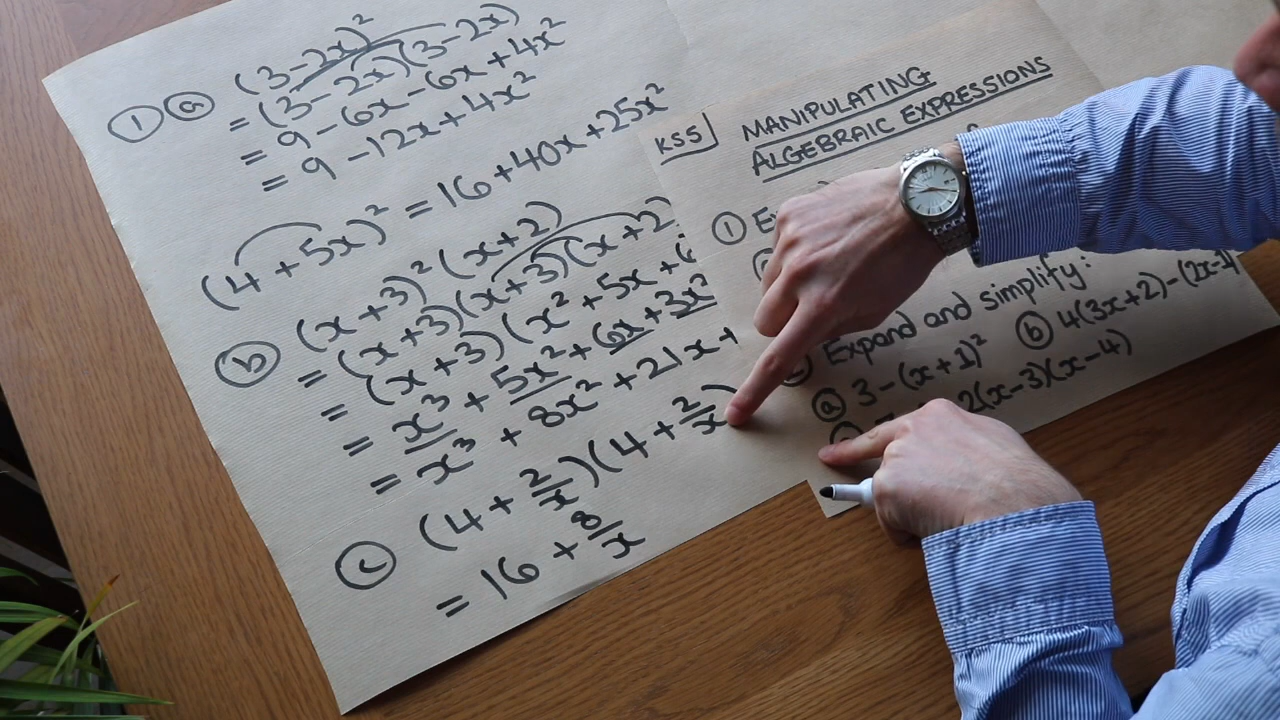 ① ⓐ (3-2x)²
= (3-2x)(3-2x)
= 9-6x-6x+4x²
= 9-12x+4x²
(4+5x)² = 16+40x+25x²
ⓑ (x+3)²(x+2)
= (x+3)(x+3)(x+2)
= (x+3)(x²+5x+
= x³+5x²+6x+3x²
= x³+8x²+21x+
ⓒ (4+2/x)(4+2/x)
= 16+8/x
KS5
MANIPULATING
ALGEBRAIC EXPRESSIONS
①
Expand and simplify:
ⓐ 3-(x+1)² ⓑ 4(3x+2)-(2x-1)
2(x-3)(x-4)